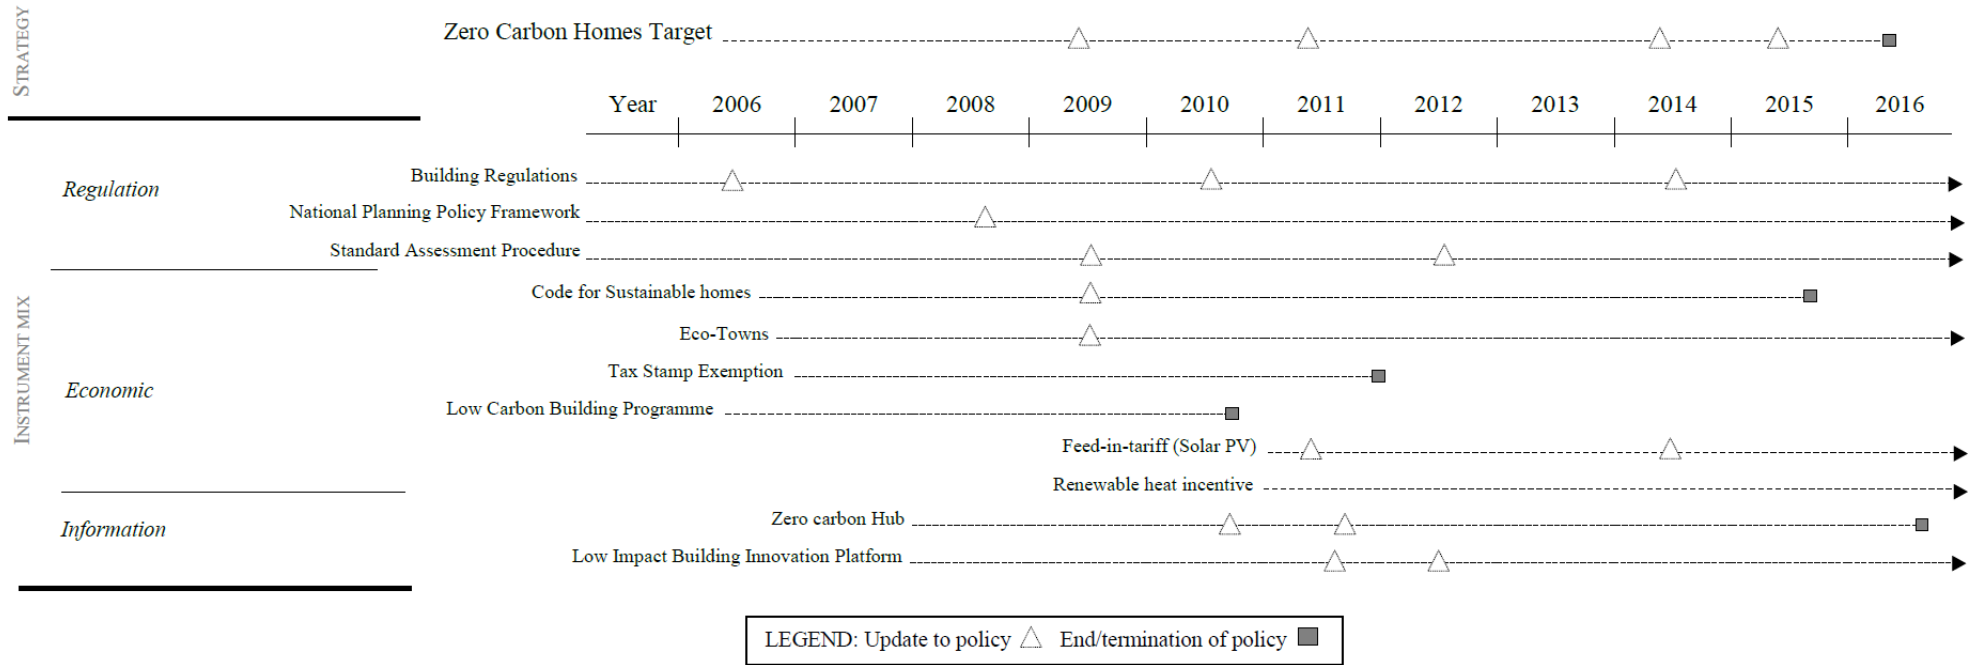 STRATEGY
Zero Carbon Homes Target
Year 2006 2007 2008 2009 2010 2011 2012 2013 2014 2015 2016
INSTRUMENT MIX
Regulation
Building Regulations
National Planning Policy Framework
Standard Assessment Procedure
Economic
Code for Sustainable homes
Eco-Towns
Tax Stamp Exemption
Low Carbon Building Programme
Feed-in-tariff (Solar PV)
Renewable heat incentive
Information
Zero carbon Hub
Low Impact Building Innovation Platform
LEGEND: Update to policy End/termination of policy